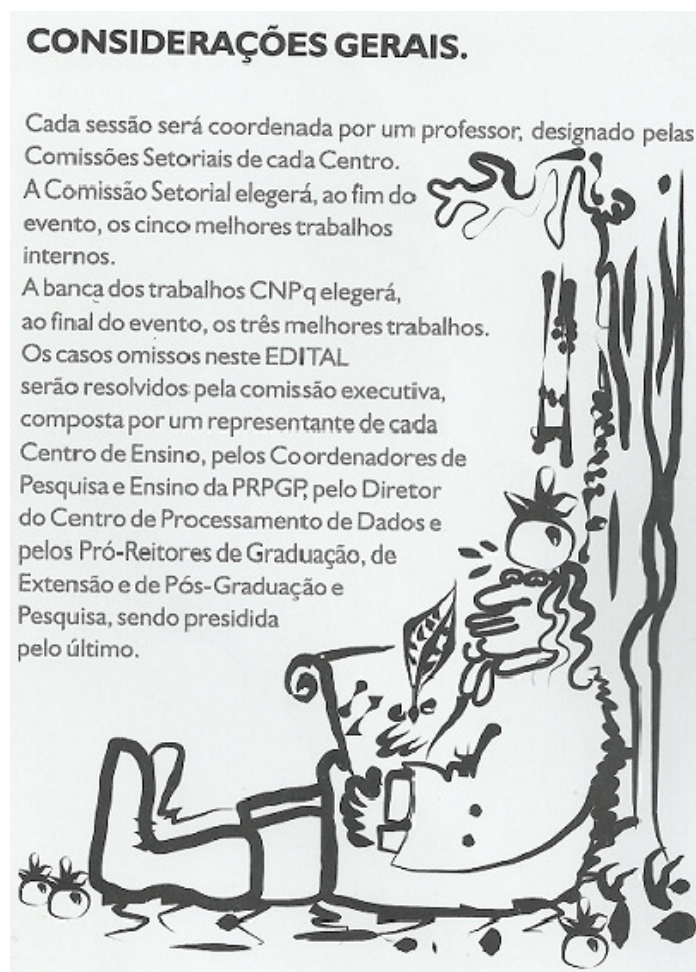 CONSIDERAÇÕES GERAIS.
Cada sessão será coordenada por um professor, designado pelas
Comissões Setoriais de cada Centro.
A Comissão Setorial elegerá, ao fim do
evento, os cinco melhores trabalhos
internos.
A banca dos trabalhos CNPq elegerá,
ao final do evento, os três melhores trabalhos.
Os casos omissos neste EDITAL
serão resolvidos pela comissão executiva,
composta por um representante de cada
Centro de Ensino, pelos Coordenadores de
Pesquisa e Ensino da PRPGP, pelo Diretor
do Centro de Processamento de Dados e
pelos Pró-Reitores de Graduação, de
Extensão e de Pós-Graduação e
Pesquisa, sendo presidida
pelo último.